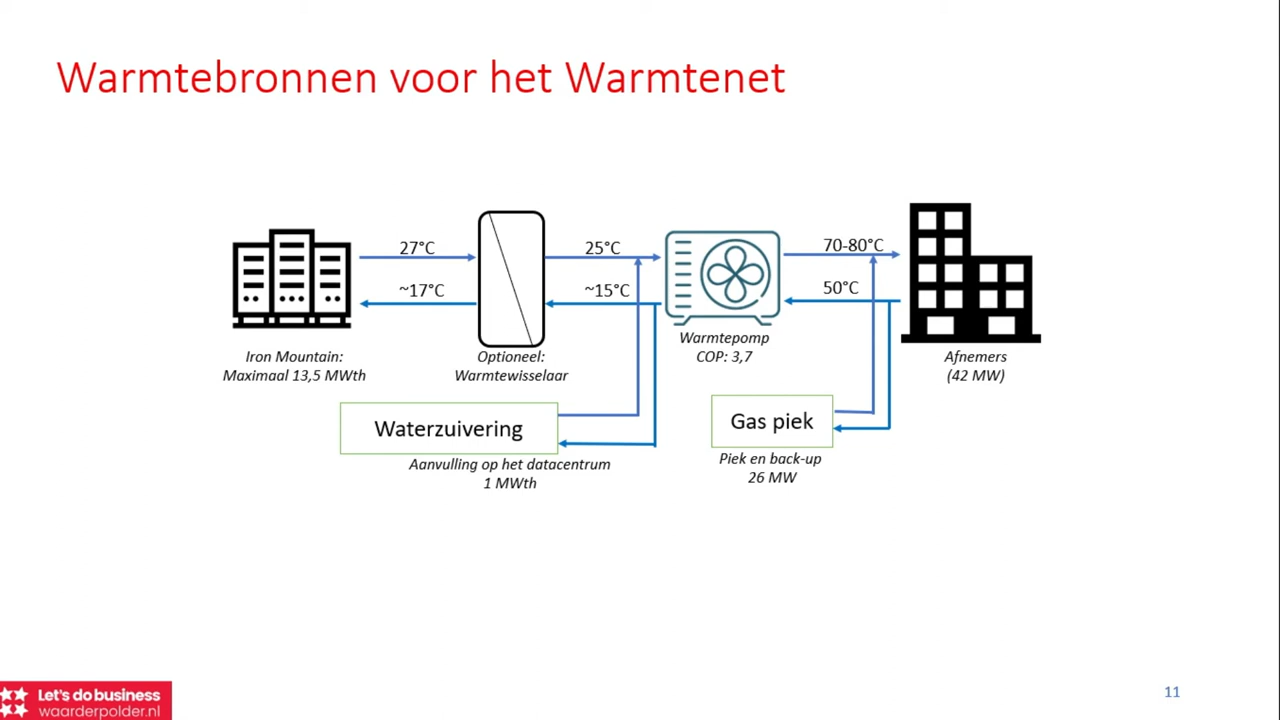 Warmtebronnen voor het Warmtenet
27°C
25°C
70-80°C
~17°C
~15°C
50°C
Iron Mountain:
Maximaal 13,5 MWth
Optioneel:
Warmtewisselaar
Warmtepomp
COP: 3,7
Afnemers
(42 MW)
Waterzuivering
Aanvulling op het datacentrum
1 MWth
Gas piek
Piek en back-up
26 MW
Let's do business
waarderpolder.nl
11